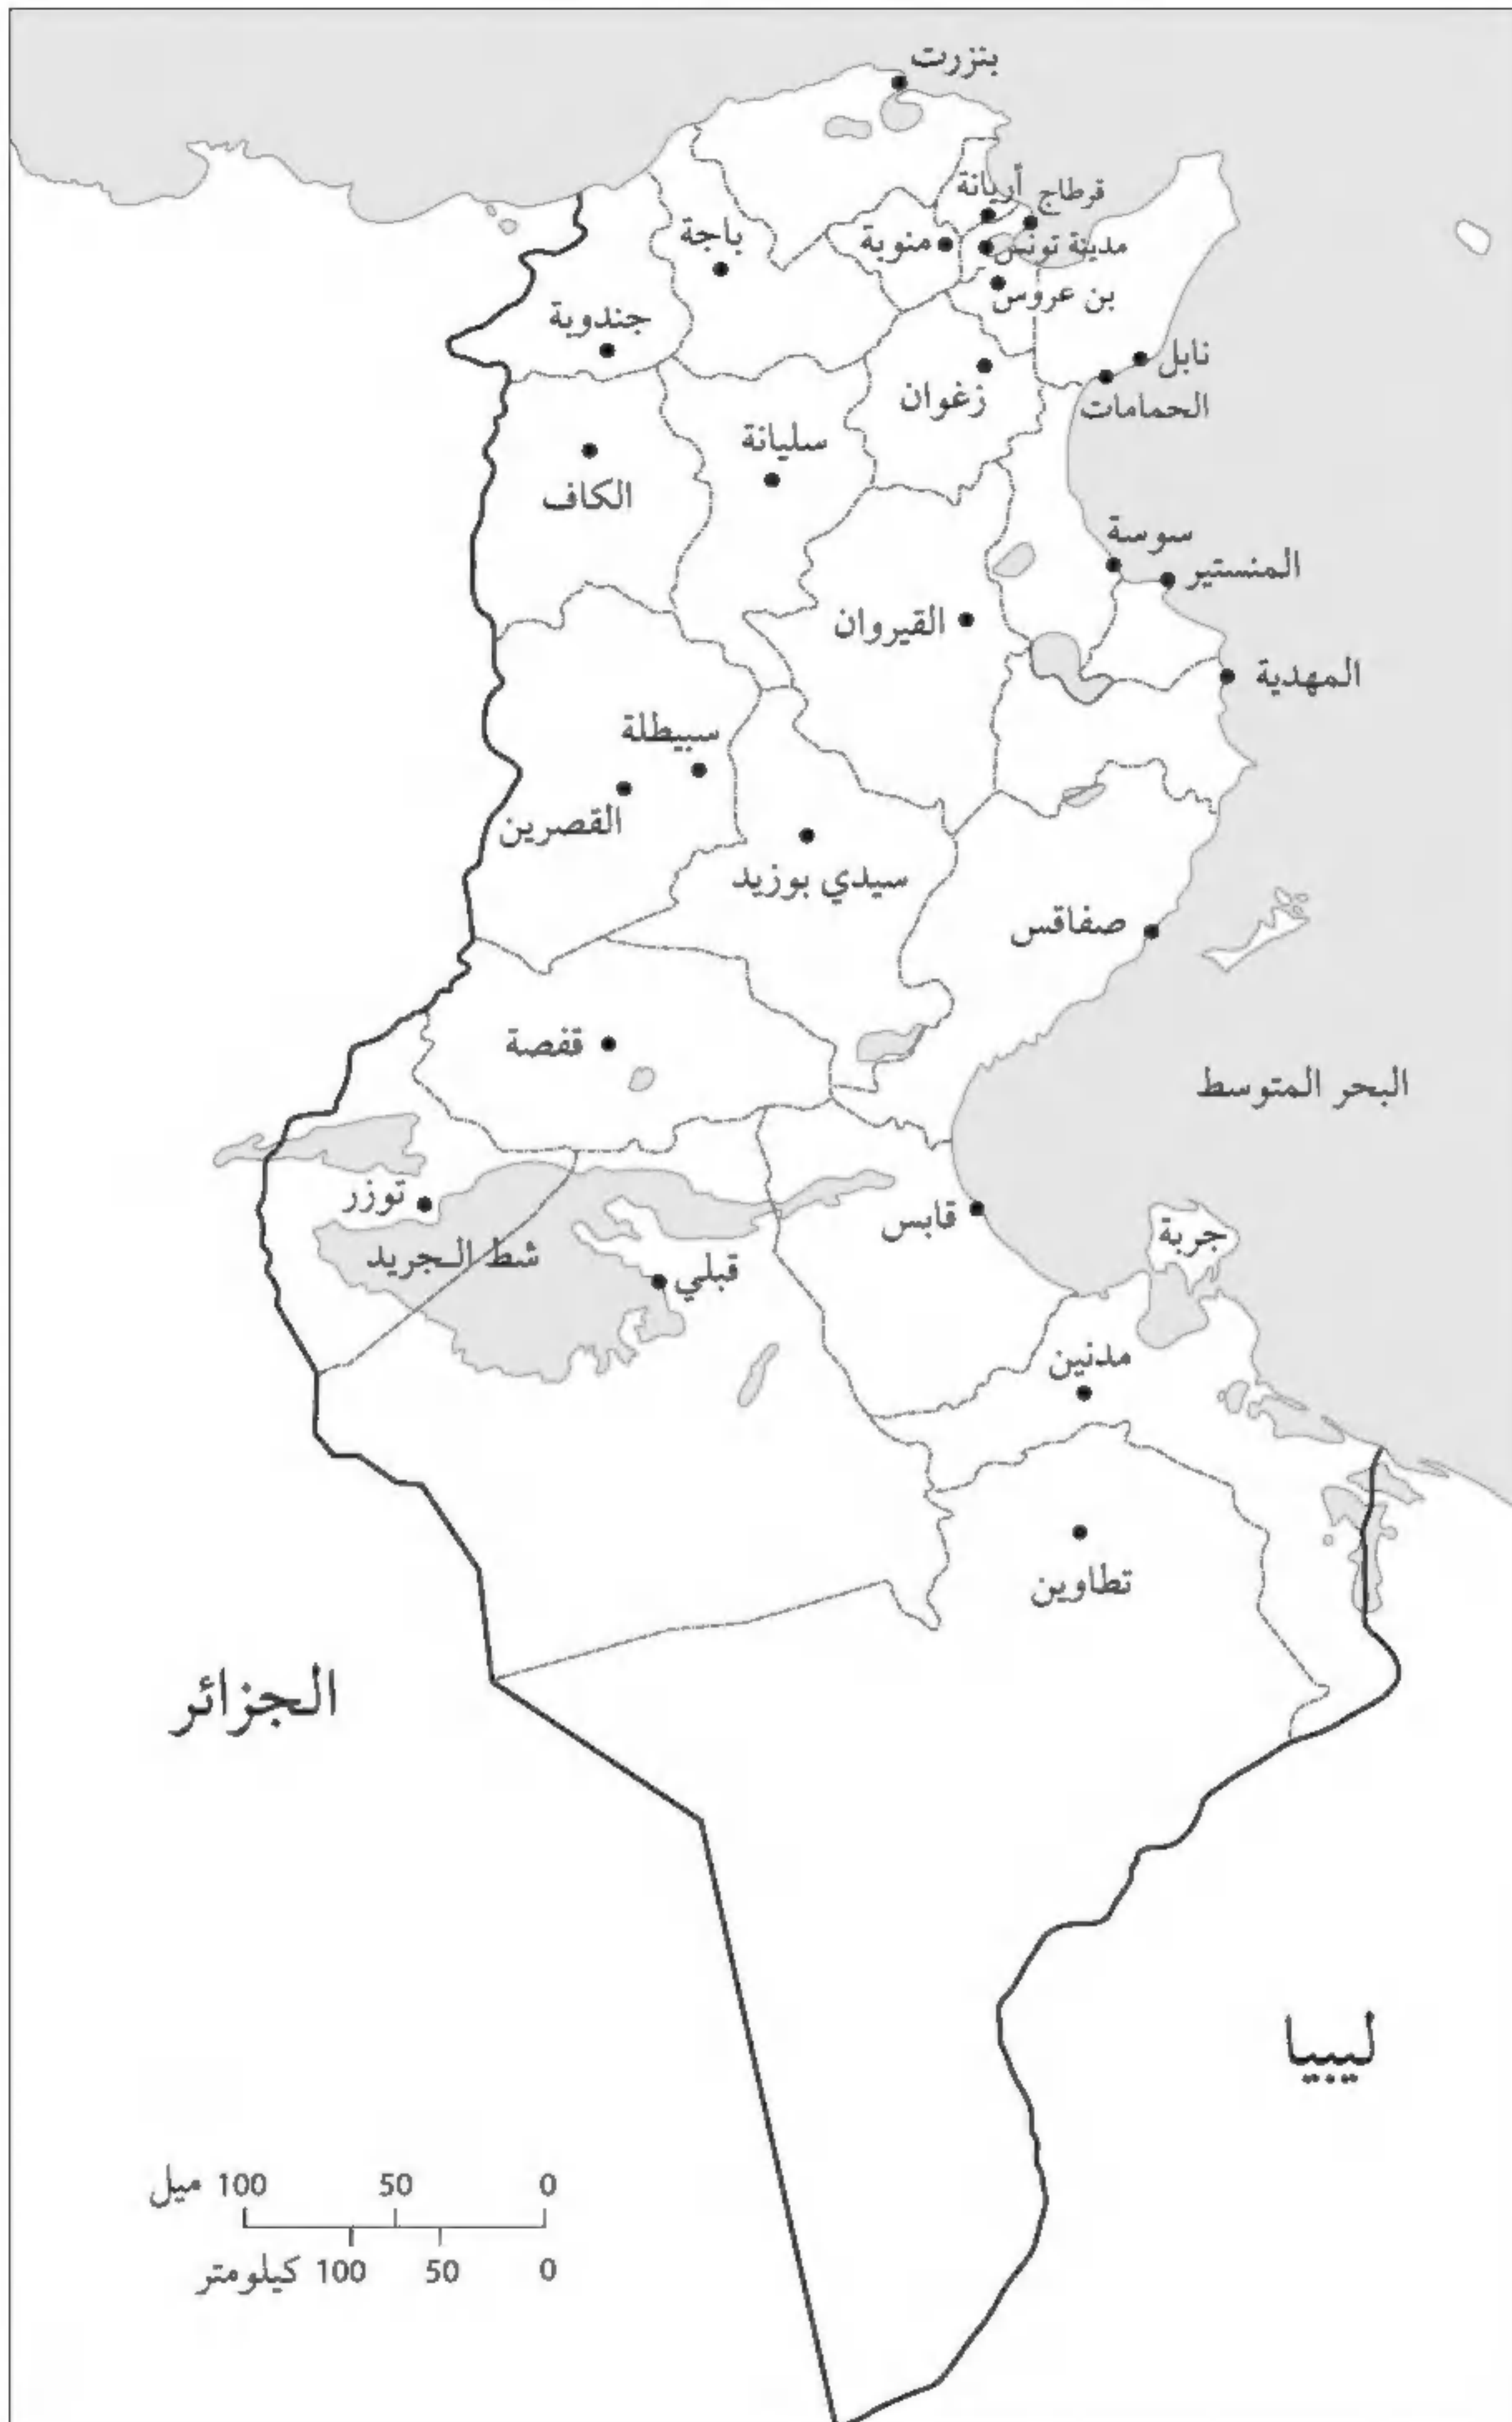 بنزرت
أريانة
قرطاج
باجة
منوبة
مدينة تونس
بن عروس
جندوبة
نابل
زغوان
الحمامات
سليانة
الكاف
سوسة
المنستير
القيروان
المهدية
سبيطلة
القصرين
سيدي بوزيد
صفاقس
قفصة
البحر المتوسط
توزر
قابس
جربة
شط الجريد
قبلي
مدنين
تطاوين
الجزائر
ليبيا
0 50 100 ميل
0 50 100 كيلومتر